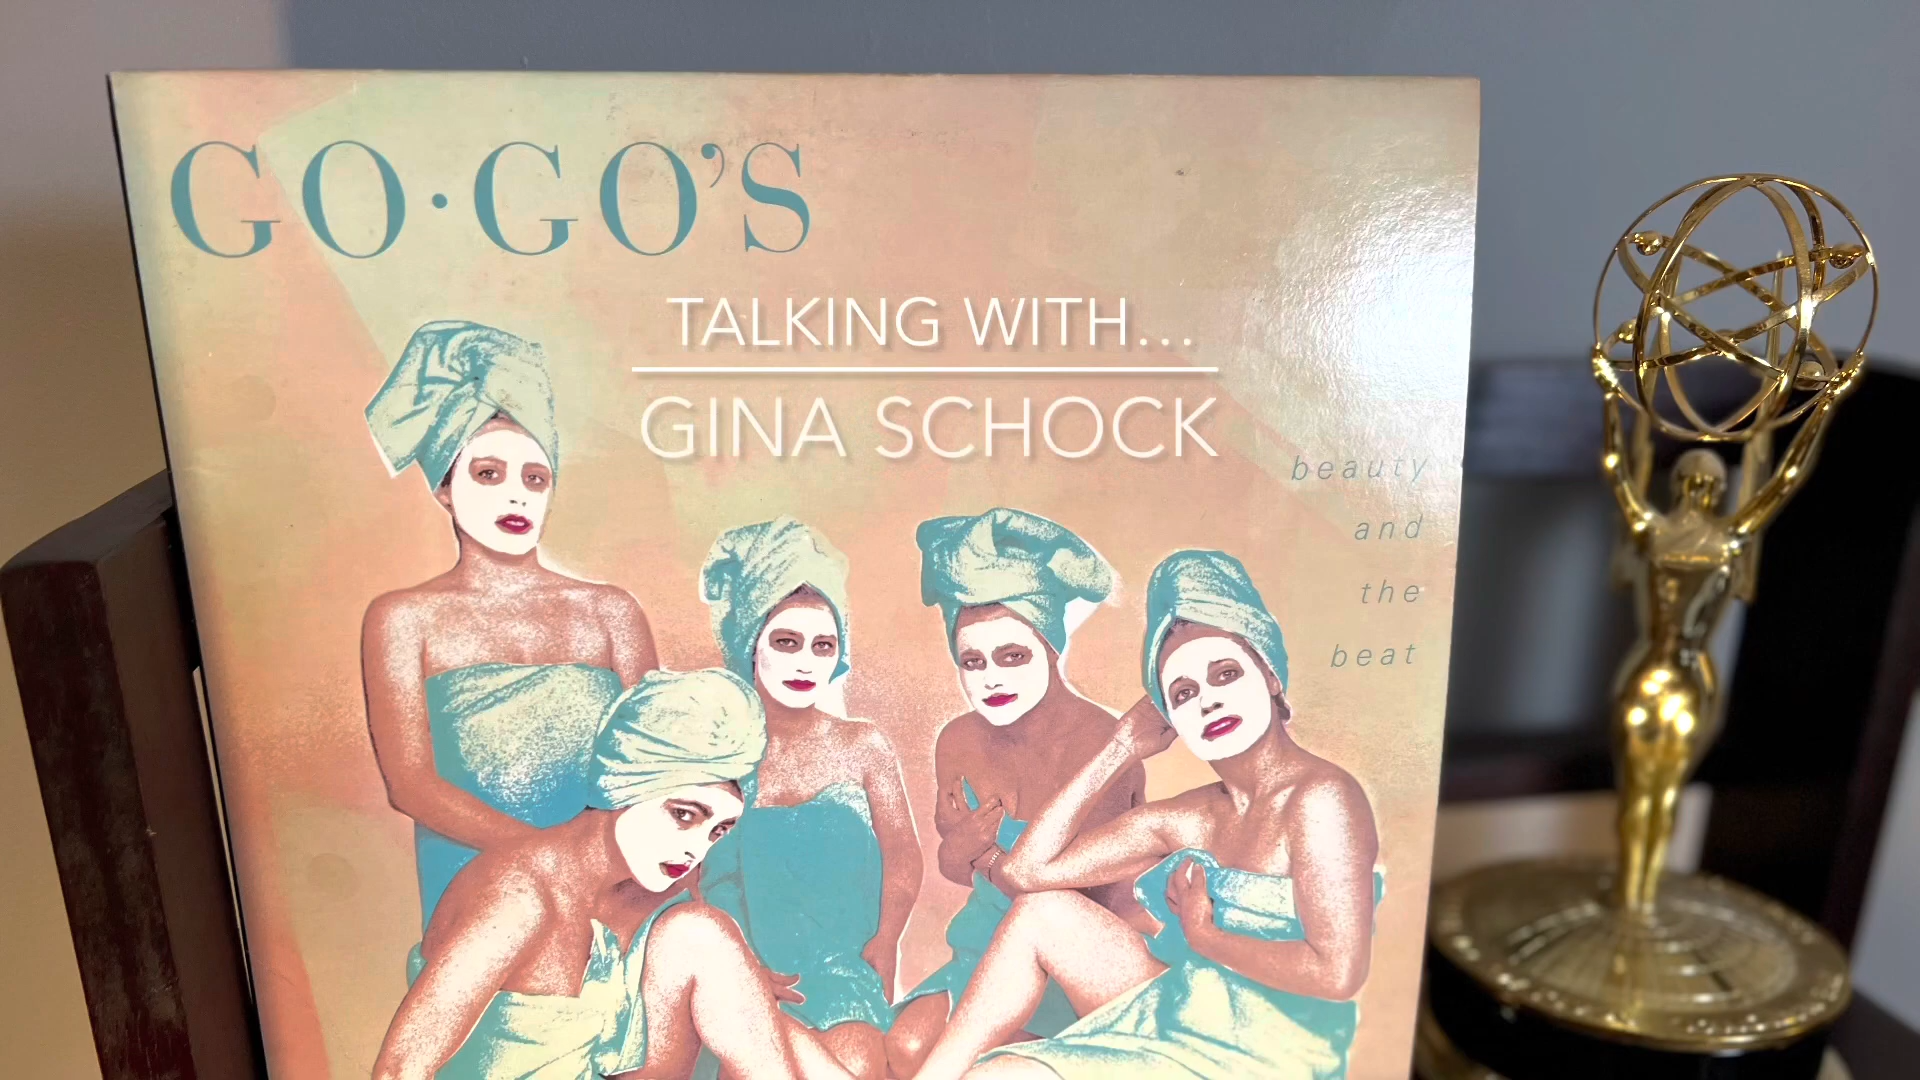 GO·GO'S
TALKING WITH...
GINA SCHOCK
beauty
and
the
beat